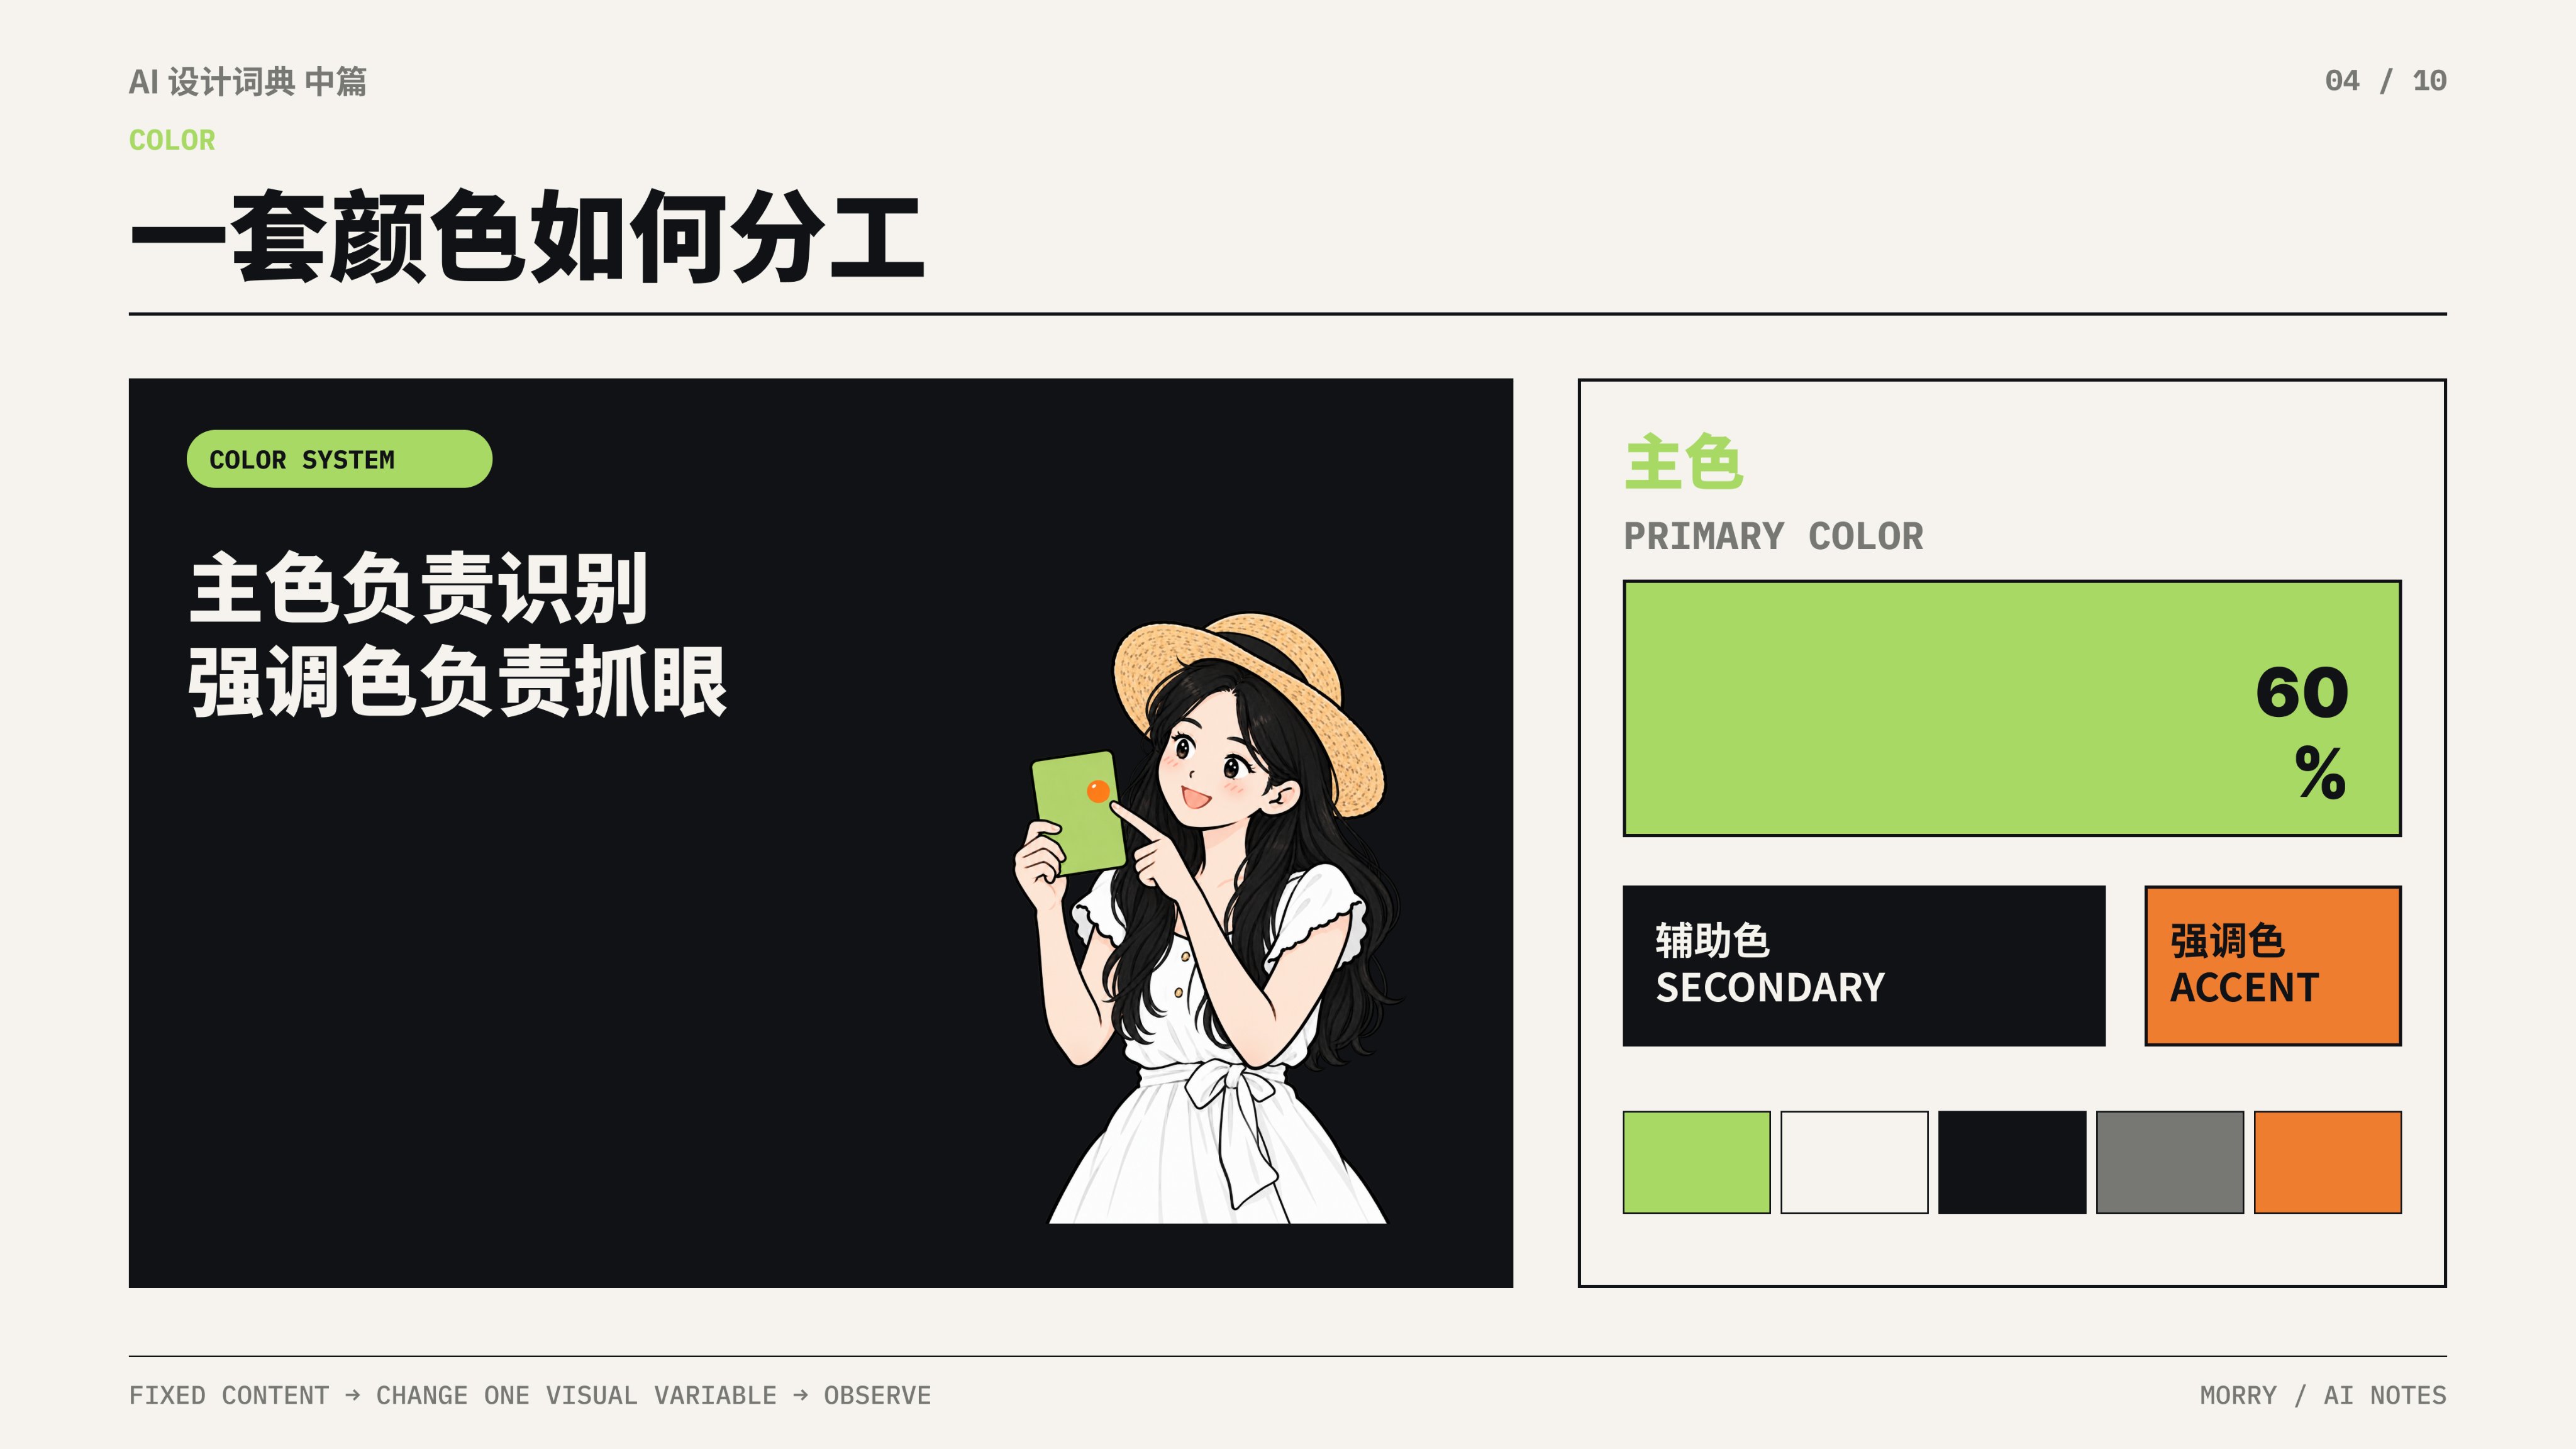 AI 设计词典 中篇
04 / 10
COLOR
一套颜色如何分工
COLOR SYSTEM
主色负责识别
强调色负责抓眼
主色
PRIMARY COLOR
60
%
辅助色
SECONDARY
强调色
ACCENT
FIXED CONTENT → CHANGE ONE VISUAL VARIABLE → OBSERVE
MORRY / AI NOTES